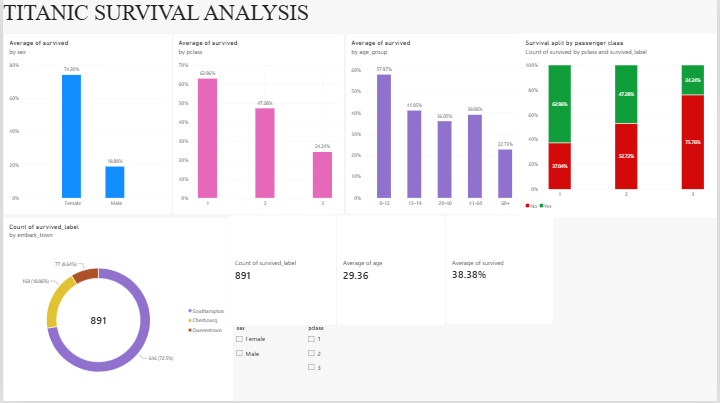 TITANIC SURVIVAL ANALYSIS
Average of survived
by sex
80%
60%
40%
20%
0%
74.20%
18.89%
Female
Male
Average of survived
by pclass
70%
60%
50%
40%
30%
20%
10%
0%
62.96%
47.28%
24.24%
1
2
3
Average of survived
by age_group
60%
50%
40%
30%
20%
10%
0%
57.97%
41.05%
36.05%
39.06%
22.73%
0-12
13-19
20-40
41-60
60+
Survival split by passenger class
Count of survived by pclass and survived_label
100%
80%
60%
40%
20%
0%
62.96%
37.04%
47.28%
52.72%
24.24%
75.76%
1
2
3
No
Yes
Count of survived_label
by embark_town
77 (8.64%)
168 (18.86%)
891
646 (72.5%)
Southampton
Cherbourg
Queenstown
Count of survived_label
891
Average of age
29.36
Average of survived
38.38%
sex
Female
Male
pclass
1
2
3